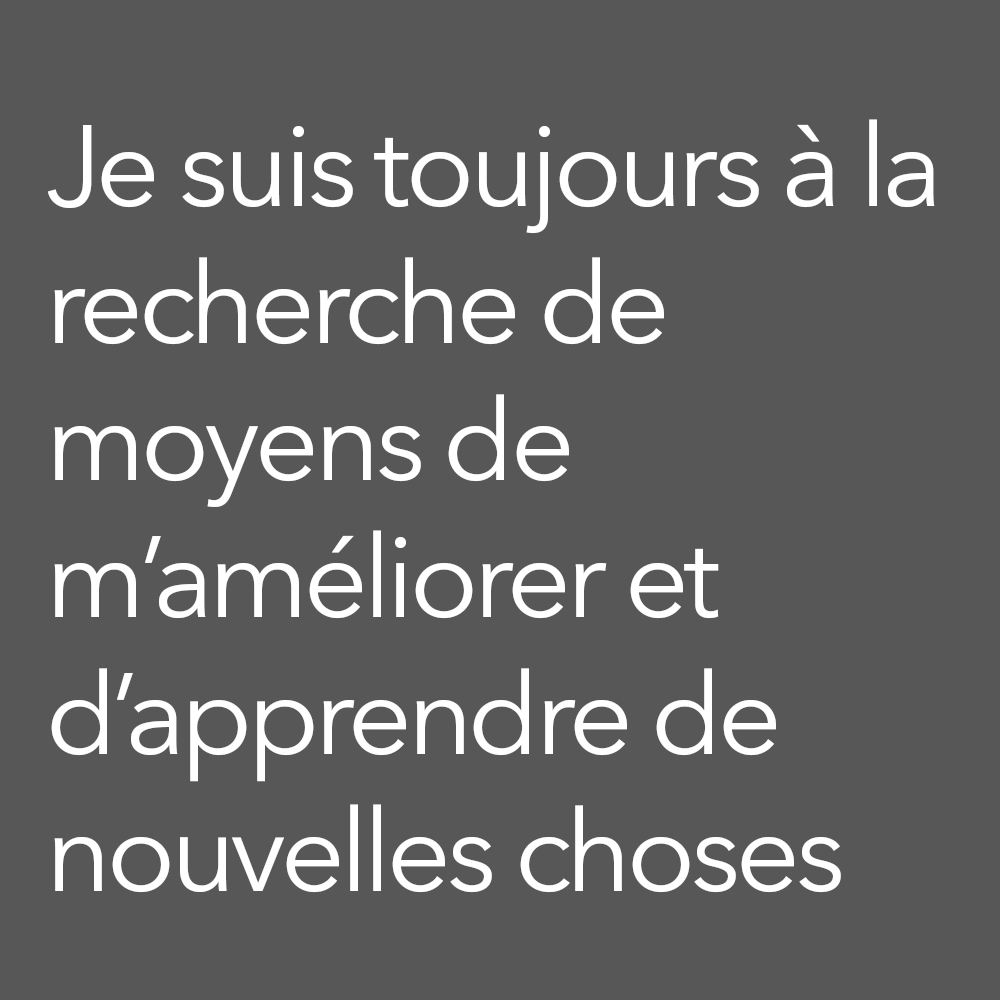 Je suis toujours à la
recherche de
moyens de
m’améliorer et
d’apprendre de
nouvelles choses